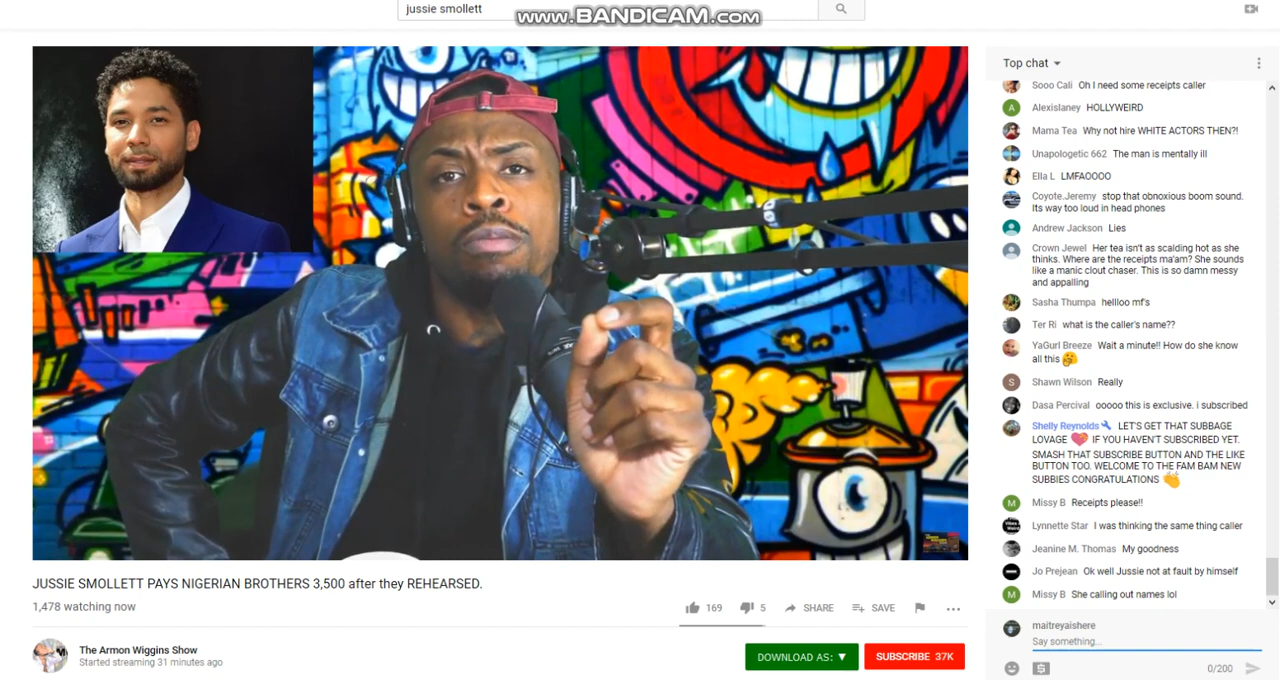 jussie smollett
www.BANDICAM.com
Top chat
Sooo Cali Oh I need some receipts caller
A Alexislaney HOLLYWEIRD
Mama Tea Why not hire WHITE ACTORS THEN?!
Unapologetic 662 The man is mentally ill
Ella L LMFAOOOO
Coyote.Jeremy stop that obnoxious boom sound.
Its way too loud in head phones
Andrew Jackson Lies
Crown Jewel Her tea isn't as scalding hot as she
thinks. Where are the receipts ma'am? She sounds
like a manic clout chaser. This is so damn messy
and appalling
Sasha Thumpa hellloo mf's
Ter Ri what is the caller's name??
YaGurl Breeze Wait a minute!! How do she know
all this
S Shawn Wilson Really
Dasa Percival ooooo this is exclusive. i subscribed
Shelly Reynolds LET'S GET THAT SUBBAGE
LOVAGE IF YOU HAVEN'T SUBSCRIBED YET.
SMASH THAT SUBSCRIBE BUTTON AND THE LIKE
BUTTON TOO. WELCOME TO THE FAM BAM NEW
SUBBIES CONGRATULATIONS
M Missy B Receipts please!!
Lynnette Star I was thinking the same thing caller
Jeanine M. Thomas My goodness
Jo Prejean Ok well Jussie not at fault by himself
M Missy B She calling out names lol
maitreyaishere
Say something...
0/200
JUSSIE SMOLLETT PAYS NIGERIAN BROTHERS 3,500 after they REHEARSED.
1,478 watching now
169 5 SHARE SAVE
The Armon Wiggins Show
Started streaming 31 minutes ago
DOWNLOAD AS: ▼ SUBSCRIBE 37K